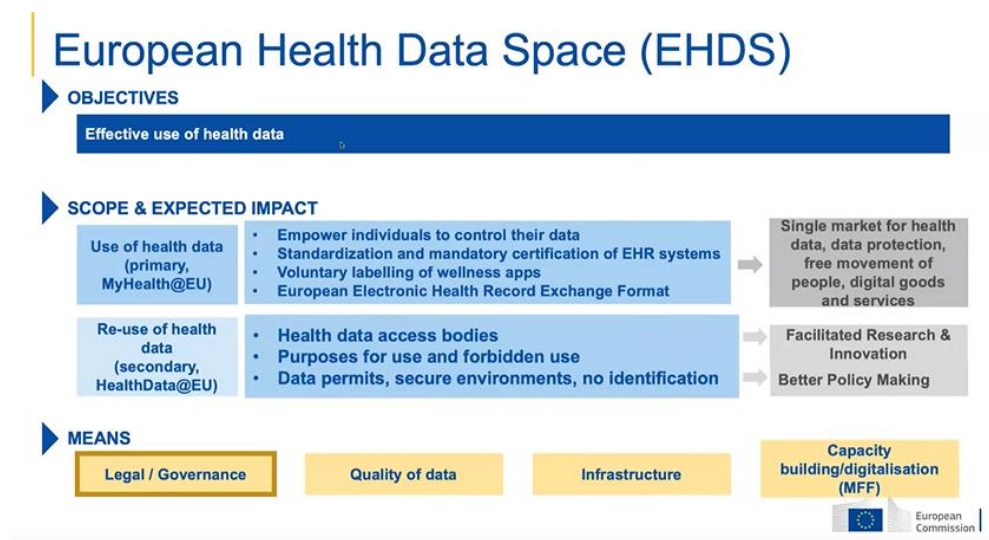 European Health Data Space (EHDS)
OBJECTIVES
Effective use of health data
SCOPE & EXPECTED IMPACT
Use of health data
(primary,
MyHealth@EU)
• Empower individuals to control their data
• Standardization and mandatory certification of EHR systems
• Voluntary labelling of wellness apps
• European Electronic Health Record Exchange Format
Single market for health
data, data protection,
free movement of
people, digital goods
and services
Re-use of health
data
(secondary,
HealthData@EU)
• Health data access bodies
• Purposes for use and forbidden use
• Data permits, secure environments, no identification
Facilitated Research &
Innovation
Better Policy Making
MEANS
Legal / Governance
Quality of data
Infrastructure
Capacity
building/digitalisation
(MFF)
European
Commission